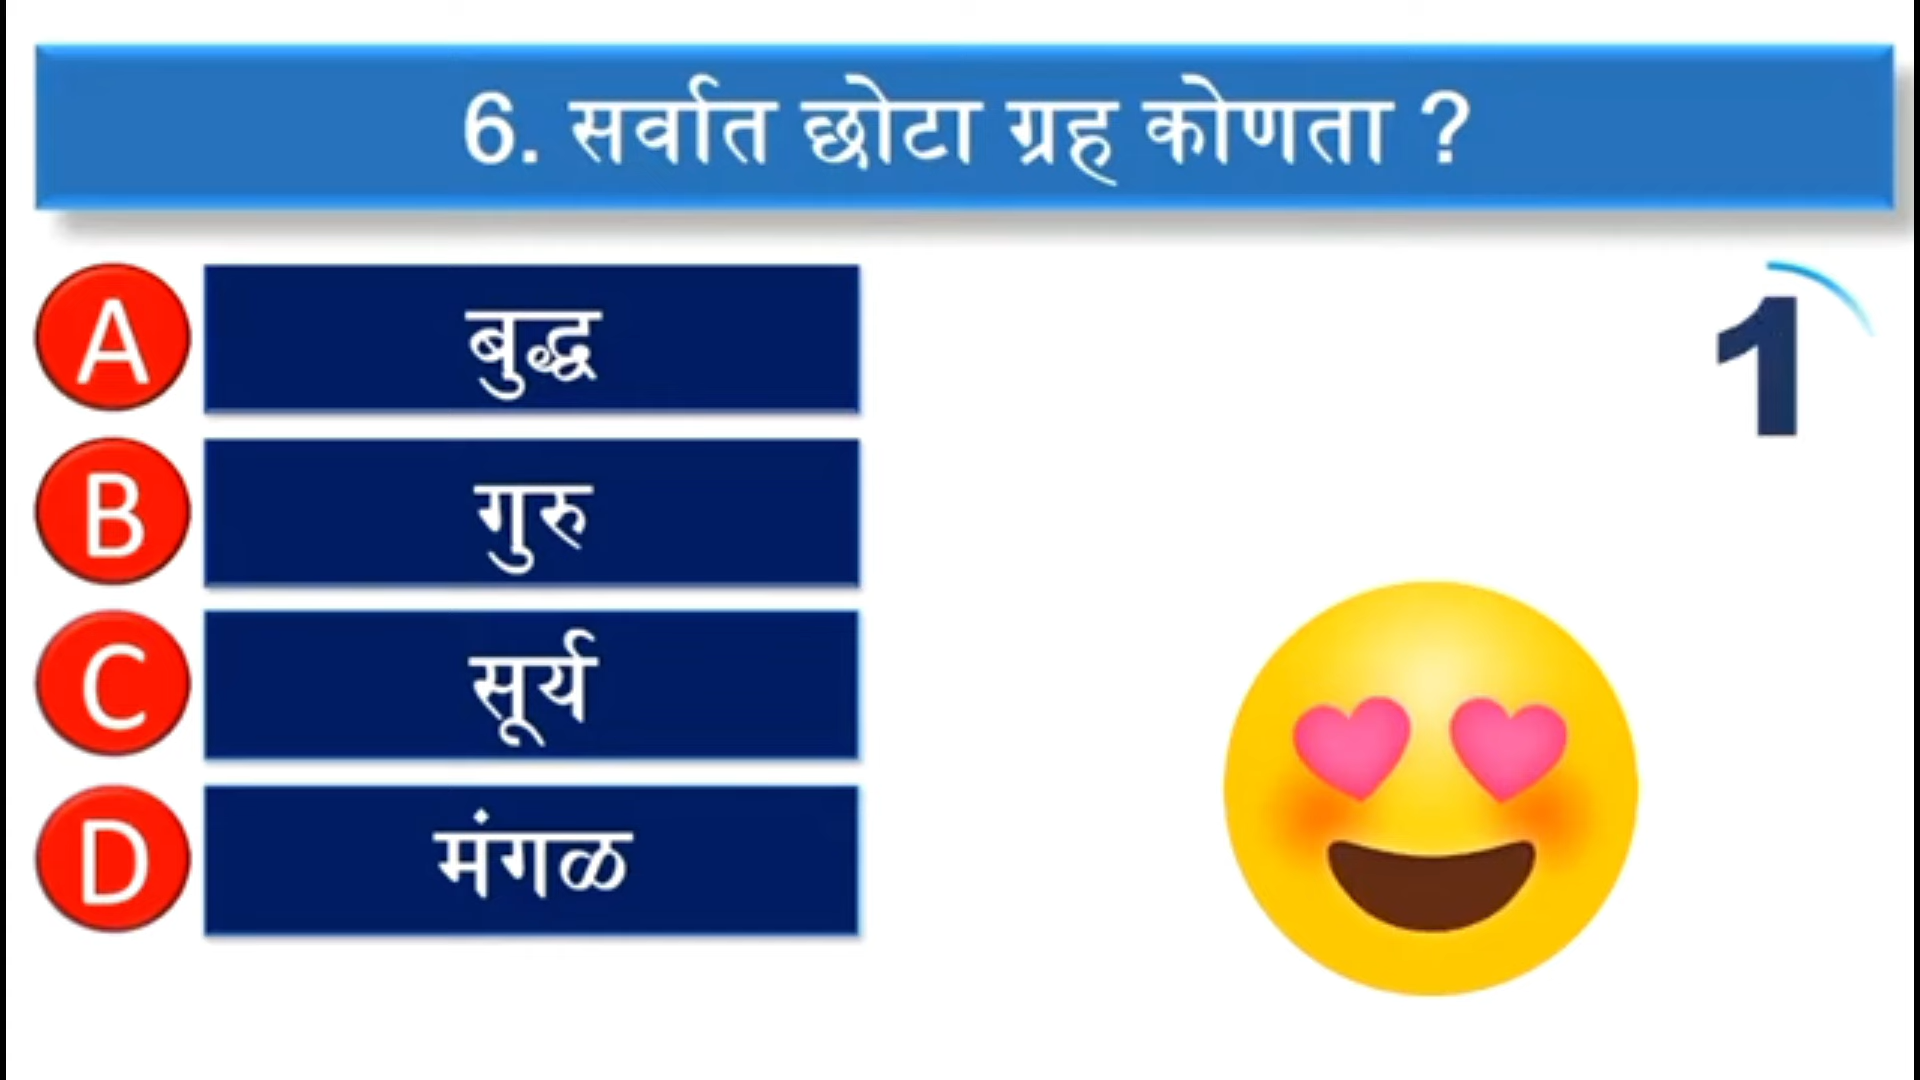 6. सर्वात छोटा ग्रह कोणता ?
A बुद्ध
1
B गुरु
C सूर्य
D मंगळ